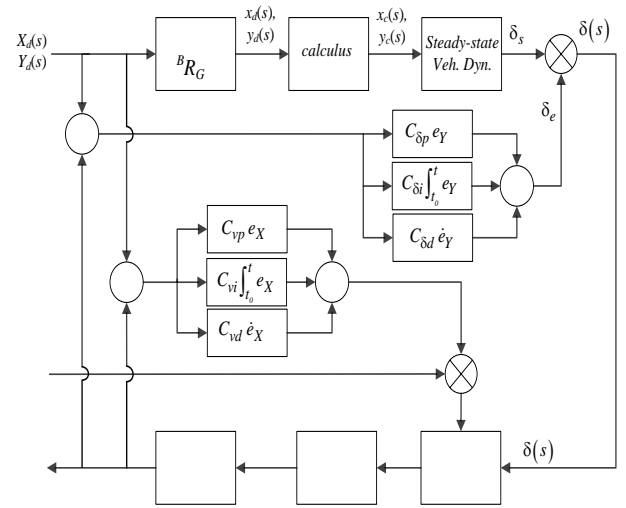 x_d(s), x_c(s),
X_d(s) y_d(s) y_c(s) Steady-state δ_s δ(s)
Y_d(s) ^BR_G calculus Veh. Dyn.
δ_e
C_δp e_Y
C_δi ∫_{t_0}^{t} e_Y
C_δd ė_Y
C_vp e_X
C_vi ∫_{t_0}^{t} e_X
C_vd ė_X
δ(s)